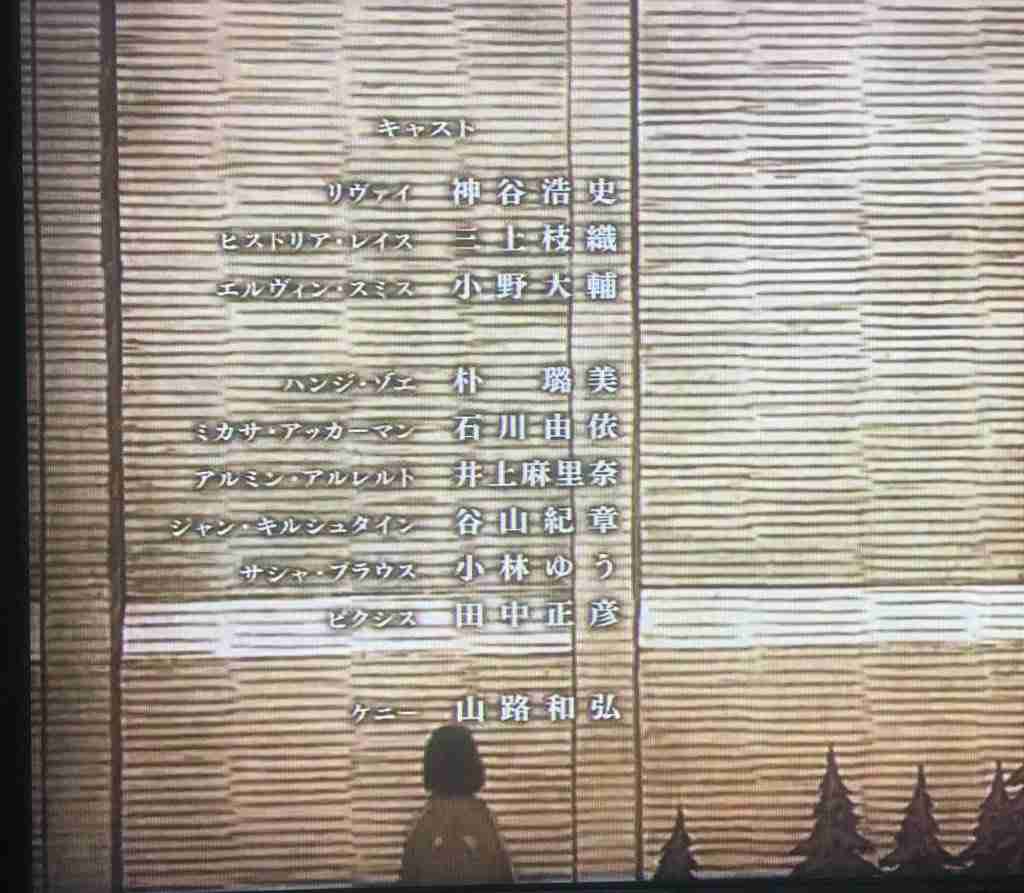 キャスト
リヴァイ 神谷浩史
ヒストリア・レイス 三上枝織
エルヴィン・スミス 小野大輔
ハンジ・ゾエ 朴 璐美
ミカサ・アッカーマン 石川由依
アルミン・アルレルト 井上麻里奈
ジャン・キルシュタイン 谷山紀章
サシャ・ブラウス 小林ゆう
ピクシス 田中正彦
ケニー 山路和弘